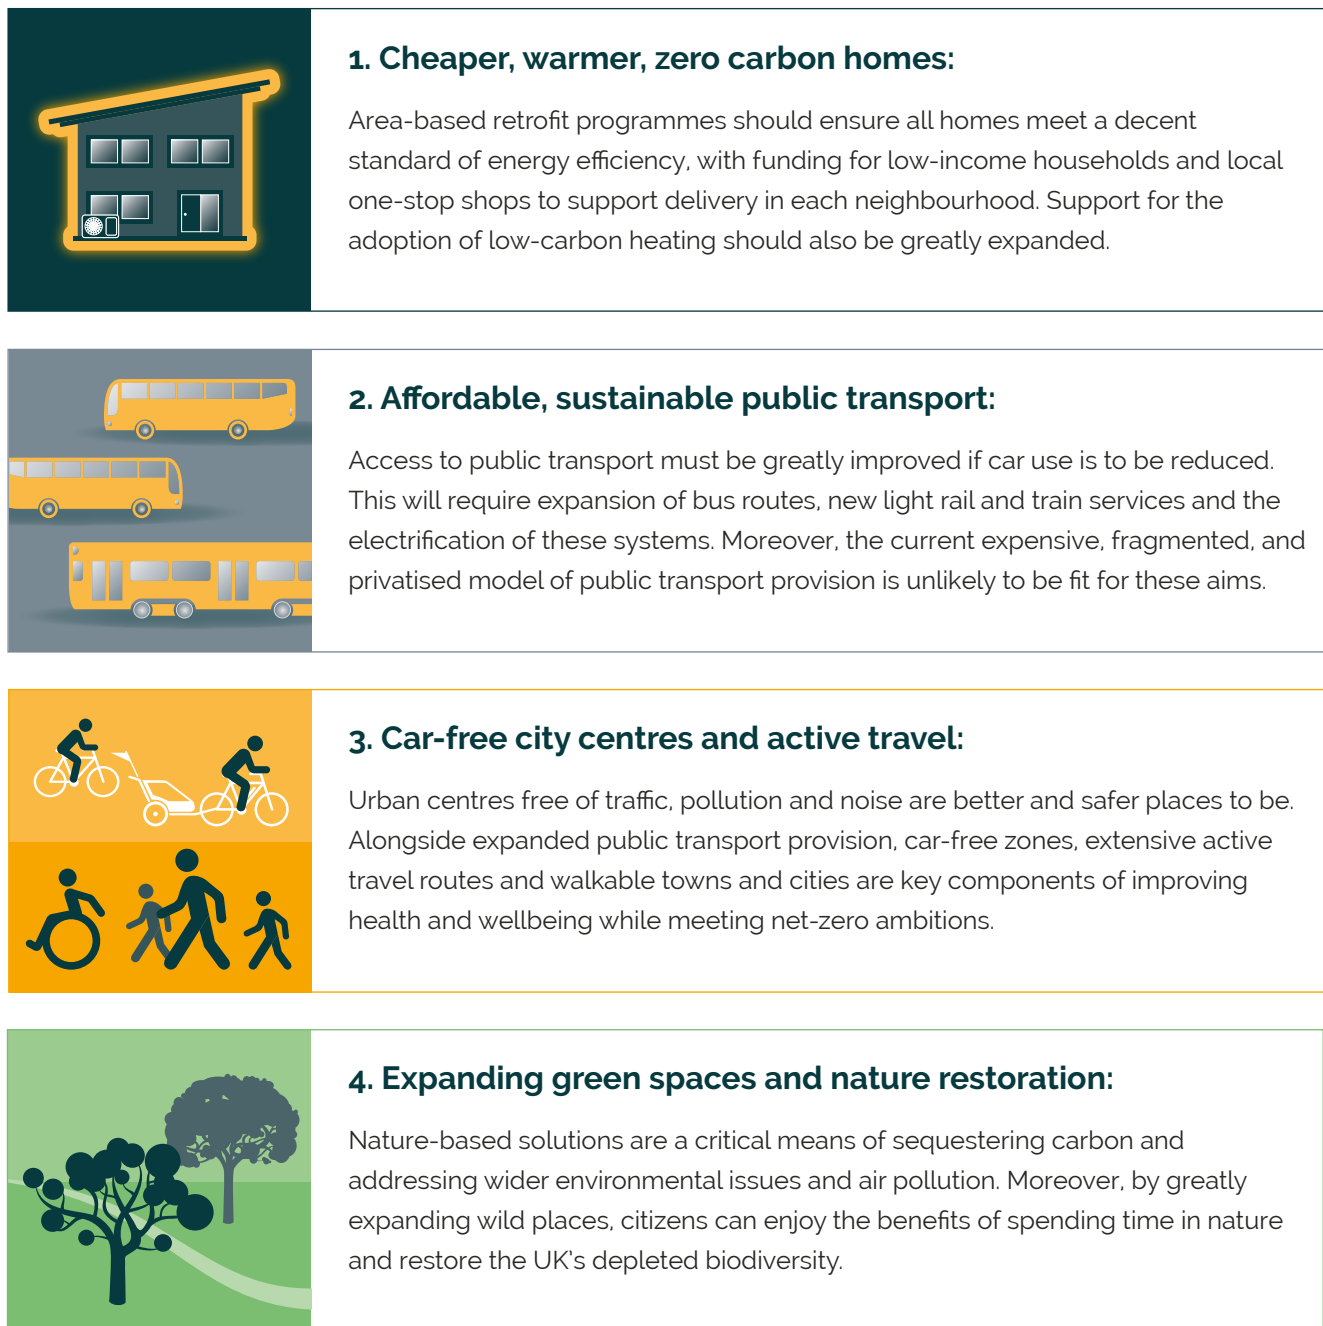 1. Cheaper, warmer, zero carbon homes:
Area-based retrofit programmes should ensure all homes meet a decent
standard of energy efficiency, with funding for low-income households and local
one-stop shops to support delivery in each neighbourhood. Support for the
adoption of low-carbon heating should also be greatly expanded.
2. Affordable, sustainable public transport:
Access to public transport must be greatly improved if car use is to be reduced.
This will require expansion of bus routes, new light rail and train services and the
electrification of these systems. Moreover, the current expensive, fragmented, and
privatised model of public transport provision is unlikely to be fit for these aims.
3. Car-free city centres and active travel:
Urban centres free of traffic, pollution and noise are better and safer places to be.
Alongside expanded public transport provision, car-free zones, extensive active
travel routes and walkable towns and cities are key components of improving
health and wellbeing while meeting net-zero ambitions.
4. Expanding green spaces and nature restoration:
Nature-based solutions are a critical means of sequestering carbon and
addressing wider environmental issues and air pollution. Moreover, by greatly
expanding wild places, citizens can enjoy the benefits of spending time in nature
and restore the UK's depleted biodiversity.